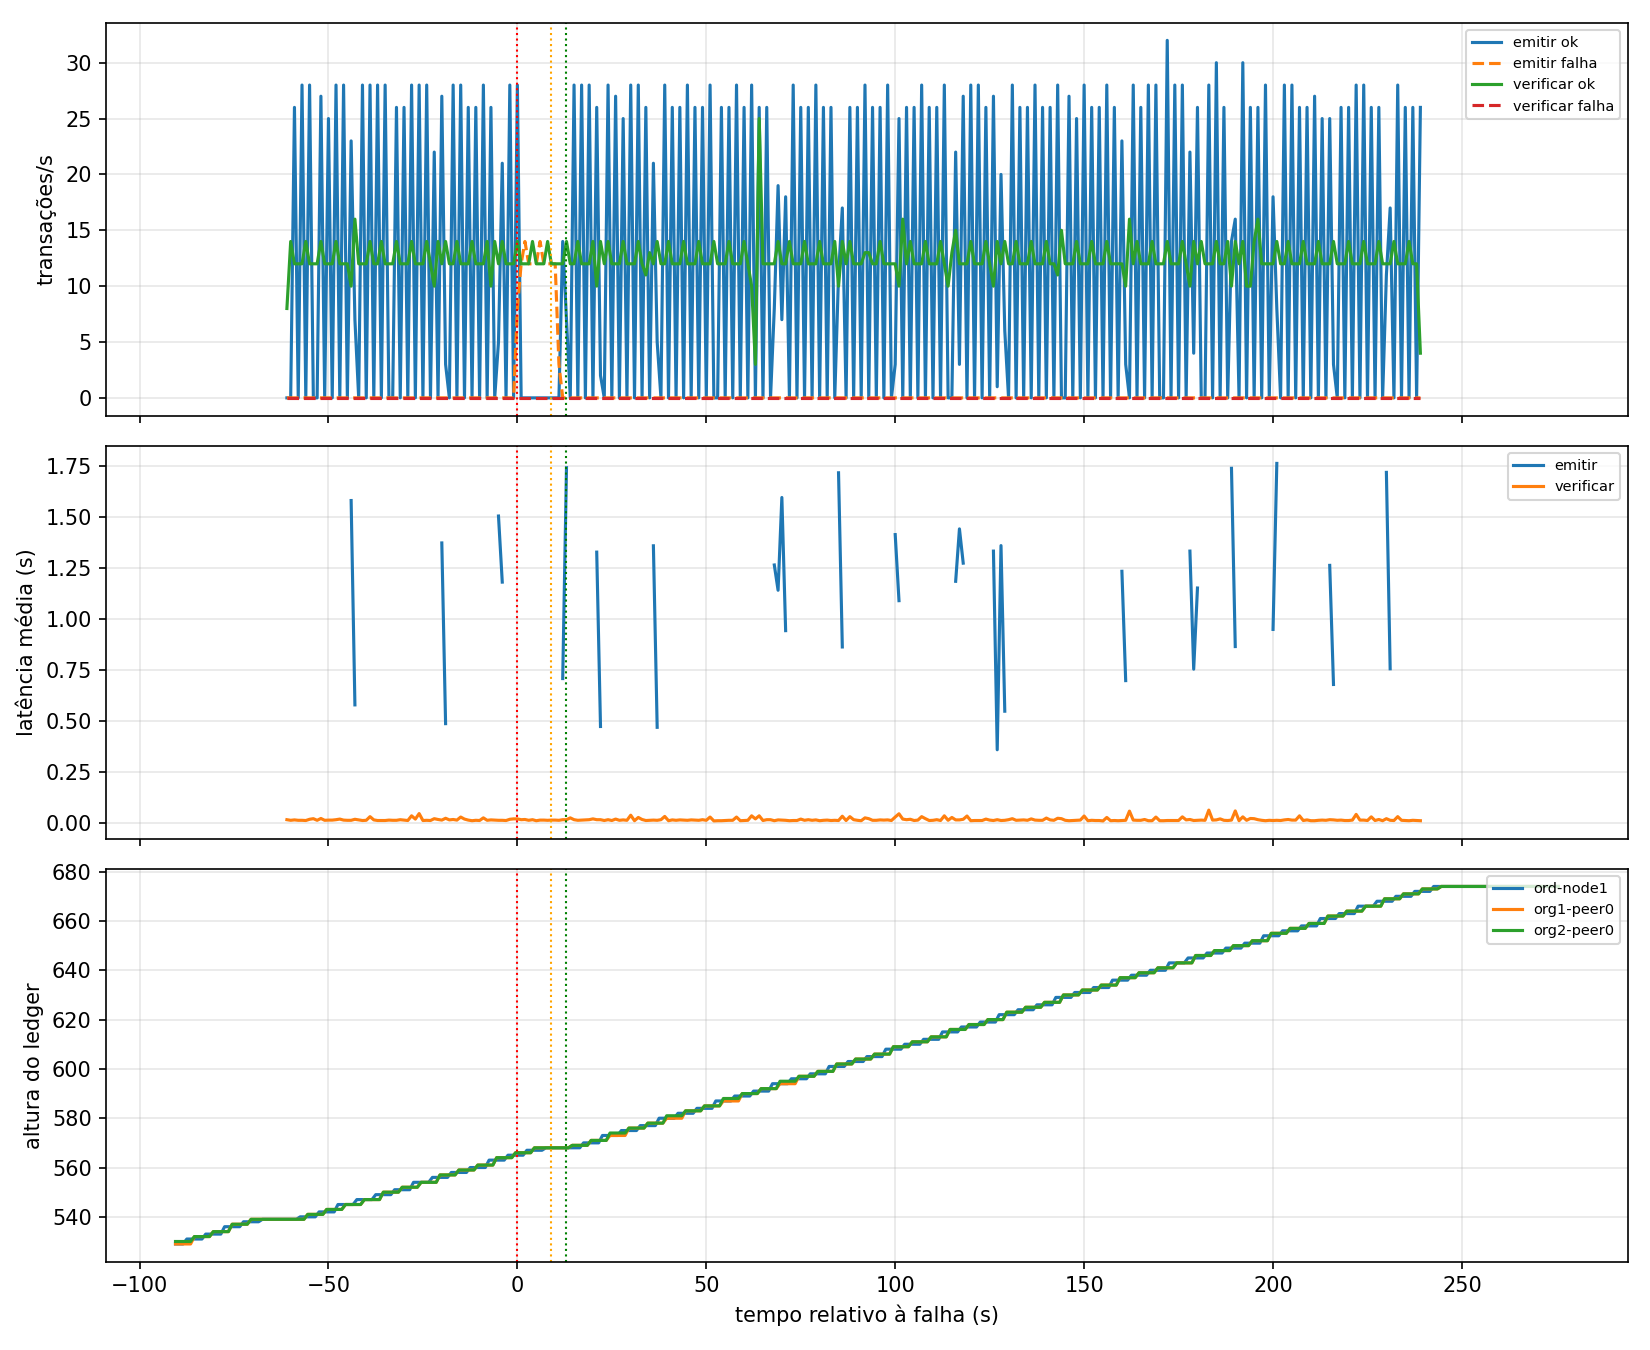 transações/s
30
25
20
15
10
5
0
emitir ok
emitir falha
verificar ok
verificar falha
latência média (s)
1.75
1.50
1.25
1.00
0.75
0.50
0.25
0.00
emitir
verificar
altura do ledger
680
660
640
620
600
580
560
540
ord-node1
org1-peer0
org2-peer0
−100
−50
0
50
100
150
200
250
tempo relativo à falha (s)